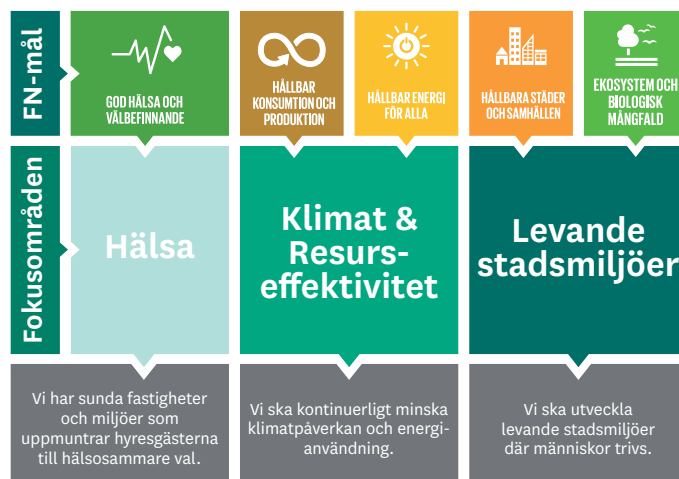 FN-mål
GOD HÄLSA OCH
VÄLBEFINNANDE
HÅLLBAR
KONSUMTION OCH
PRODUKTION
HÅLLBAR ENERGI
FÖR ALLA
HÅLLBARA STÄDER
OCH SAMHÄLLEN
EKOSYSTEM OCH
BIOLOGISK
MÅNGFALD
Fokusområden
Hälsa
Klimat &
Resurs-
effektivitet
Levande
stadsmiljöer
Vi har sunda fastigheter
och miljöer som
uppmuntrar hyresgästerna
till hälsosammare val.
Vi ska kontinuerligt minska
klimatpåverkan och energi-
användning.
Vi ska utveckla
levande stadsmiljöer
där människor trivs.